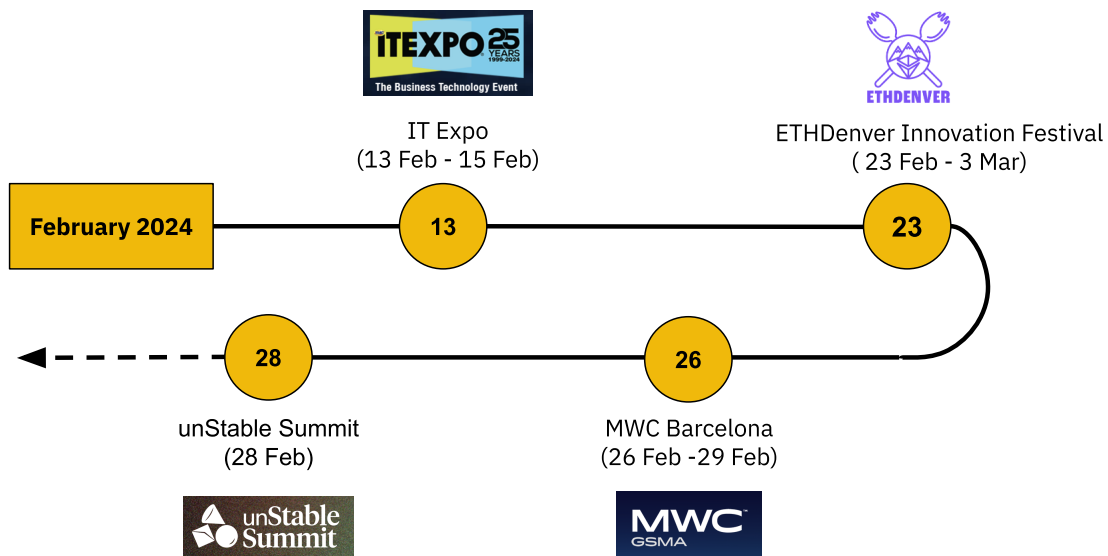 ITEXPO 25
YEARS
1999-2024
The Business Technology Event
ETHDENVER
IT Expo
(13 Feb - 15 Feb)
ETHDenver Innovation Festival
( 23 Feb - 3 Mar)
February 2024
13
23
28
26
unStable Summit
(28 Feb)
MWC Barcelona
(26 Feb -29 Feb)
unStable
Summit
MWC™
GSMA